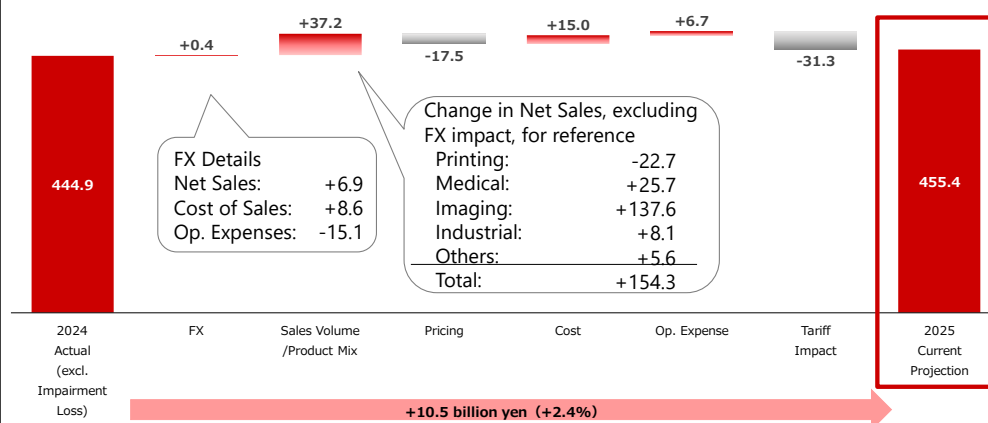 +0.4
+37.2
-17.5
+15.0
+6.7
-31.3
444.9
455.4
FX Details
Net Sales: +6.9
Cost of Sales: +8.6
Op. Expenses: -15.1
Change in Net Sales, excluding
FX impact, for reference
Printing: -22.7
Medical: +25.7
Imaging: +137.6
Industrial: +8.1
Others: +5.6
Total: +154.3
2024
Actual
(excl.
Impairment
Loss)
FX
Sales Volume
/Product Mix
Pricing
Cost
Op. Expense
Tariff
Impact
2025
Current
Projection
+10.5 billion yen（+2.4%）